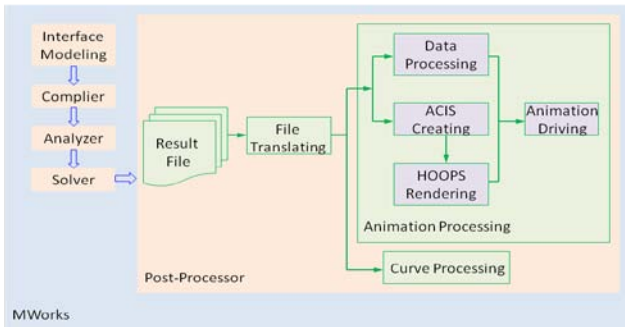 Interface
Modeling
Complier
Analyzer
Solver
Result
File
File
Translating
Data
Processing
ACIS
Creating
HOOPS
Rendering
Animation
Driving
Animation Processing
Curve Processing
Post-Processor
MWorks